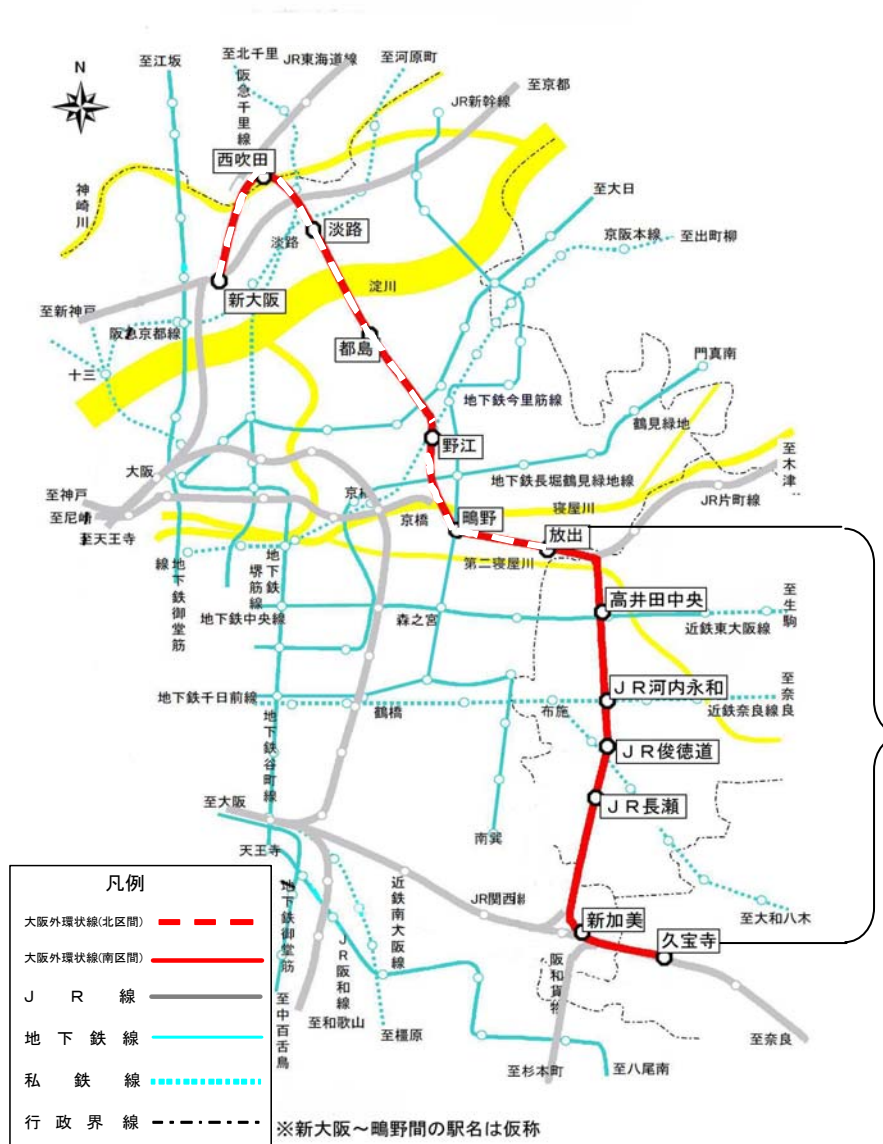 N
至江坂
至北千里
阪急千里線
JR東海道線
至河原町
至京都
JR新幹線
西吹田
神崎川
至大日
淡路
淡路
京阪本線
至出町柳
新大阪
淀川
至新神戸
阪急京都線
都島
十三
門真南
地下鉄今里筋線
鶴見緑地
野江
大阪
地下鉄長堀鶴見緑地線
至木津
至神戸
至尼崎
至天王寺
京橋
JR片町線
寝屋川
鴫野
放出
第二寝屋川
地下鉄御堂筋線
地下鉄堺筋線
地下鉄中央線
森之宮
高井田中央
至生駒
近鉄東大阪線
地下鉄千日前線
鶴橋
JR河内永和
布施
近鉄奈良線
至奈良
地下鉄谷町線
JR俊徳道
至大阪
JR長瀬
天王寺
南巽
JR関西線
新加美
久宝寺
至大和八木
地下鉄御堂筋
JR阪和線
近鉄南大阪線
阪和貨物
至中百舌鳥
至和歌山
至橿原
至奈良
至杉本町
至八尾南
凡例
大阪外環状線(北区間)
大阪外環状線(南区間)
JR線
地下鉄線
私鉄線
行政界線
※新大阪~鴫野間の駅名は仮称